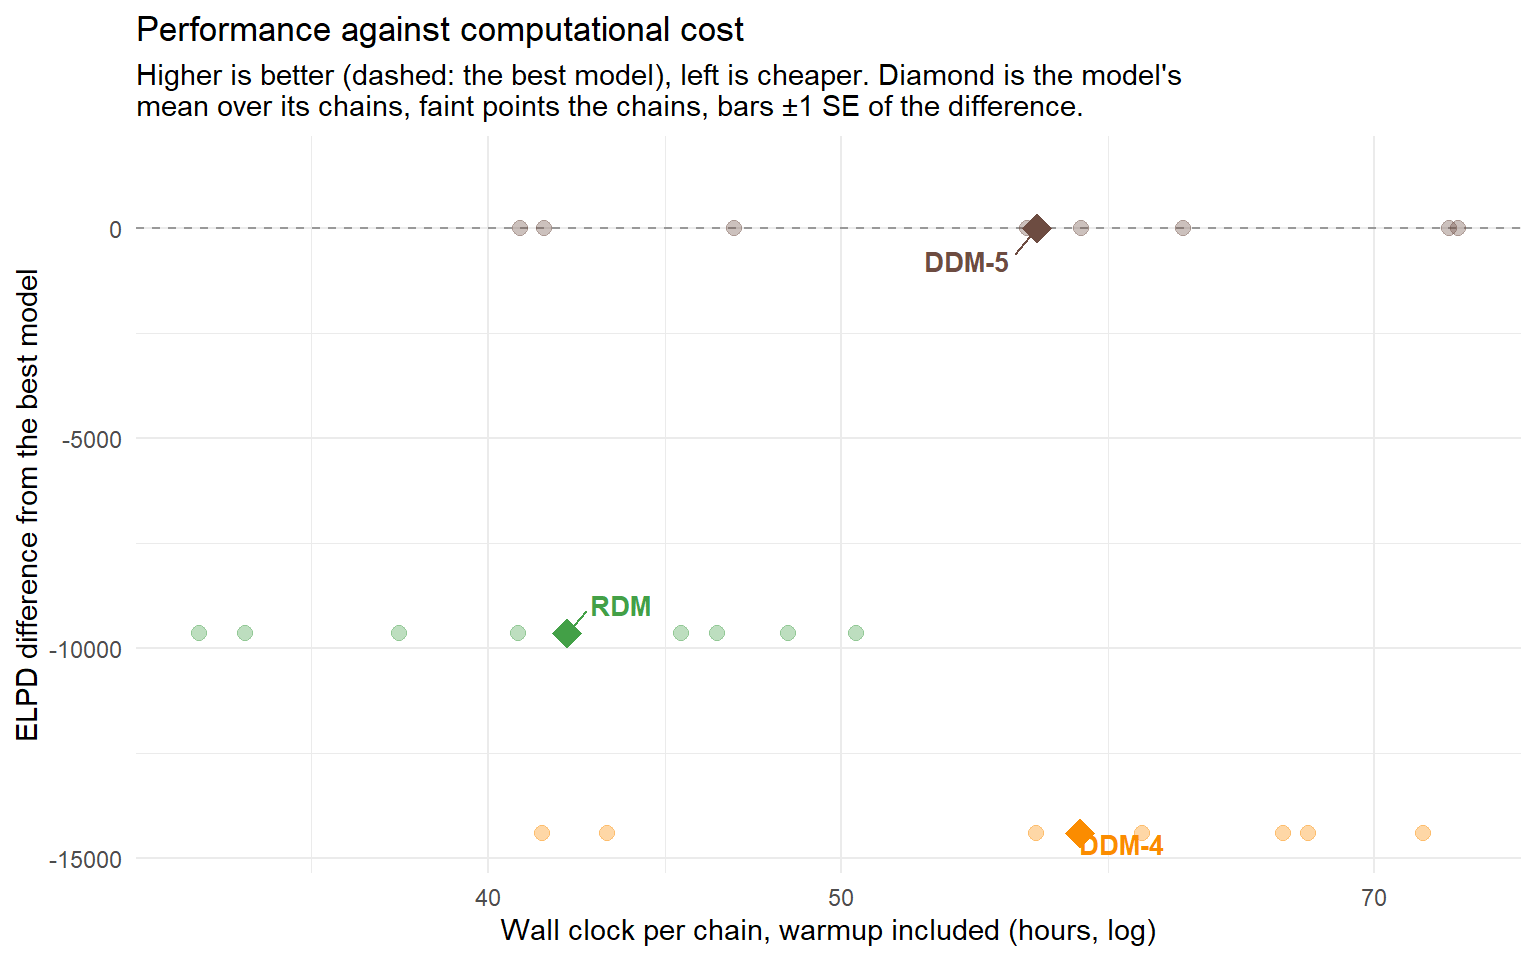 Performance against computational cost
Higher is better (dashed: the best model), left is cheaper. Diamond is the model's
mean over its chains, faint points the chains, bars ±1 SE of the difference.
ELPD difference from the best model
0
-5000
-10000
-15000
DDM-5
RDM
DDM-4
40
50
70
Wall clock per chain, warmup included (hours, log)